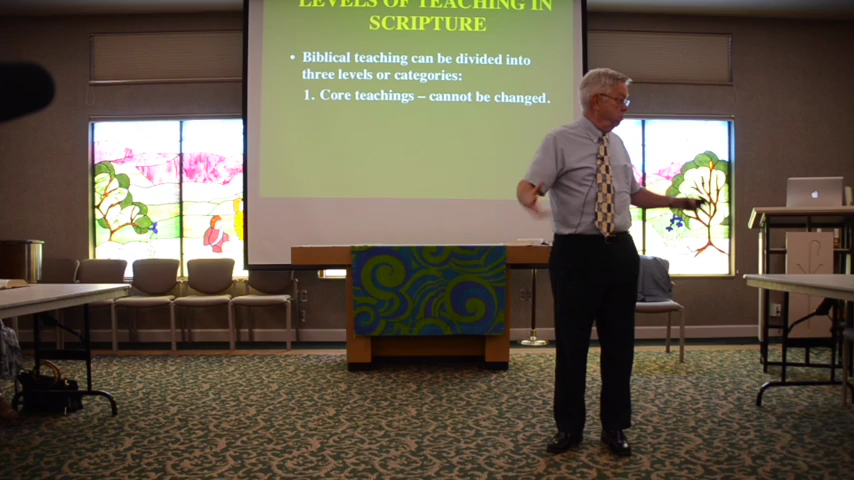 LEVELS OF TEACHING IN
SCRIPTURE
• Biblical teaching can be divided into
three levels or categories:
1. Core teachings – cannot be changed.